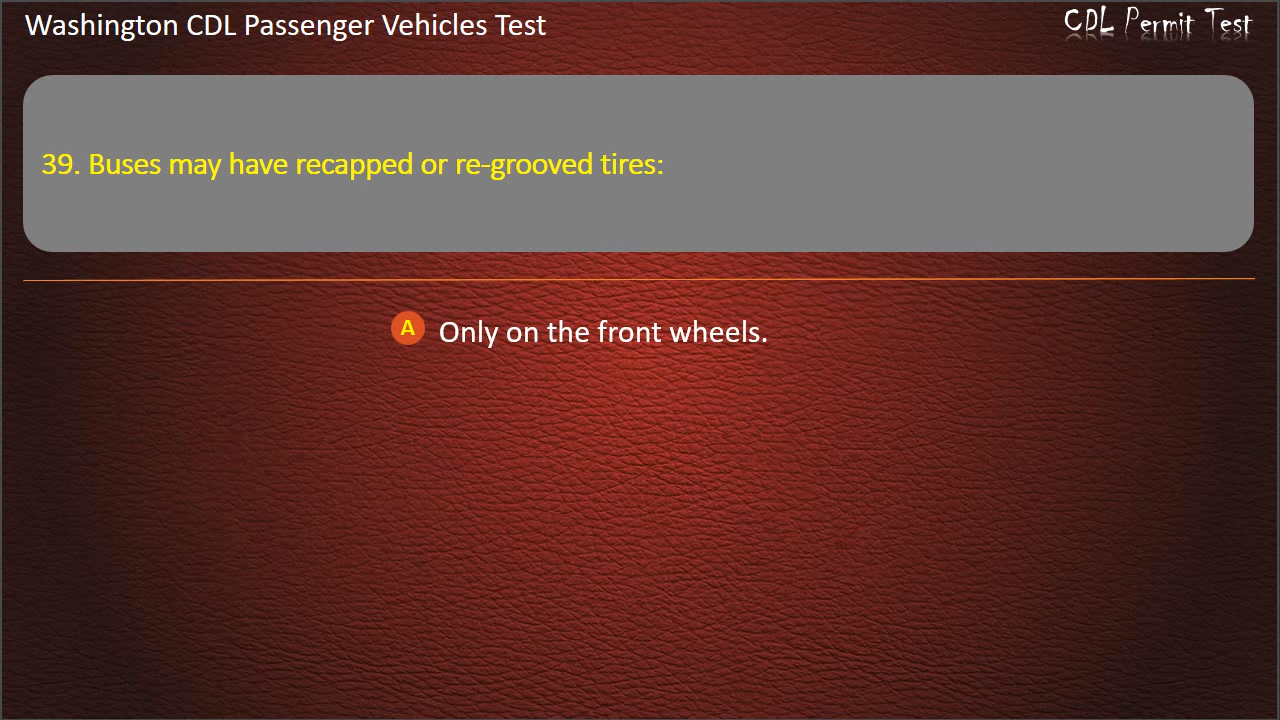 Washington CDL Passenger Vehicles Test
CDL Permit Test
39. Buses may have recapped or re-grooved tires:
A Only on the front wheels.